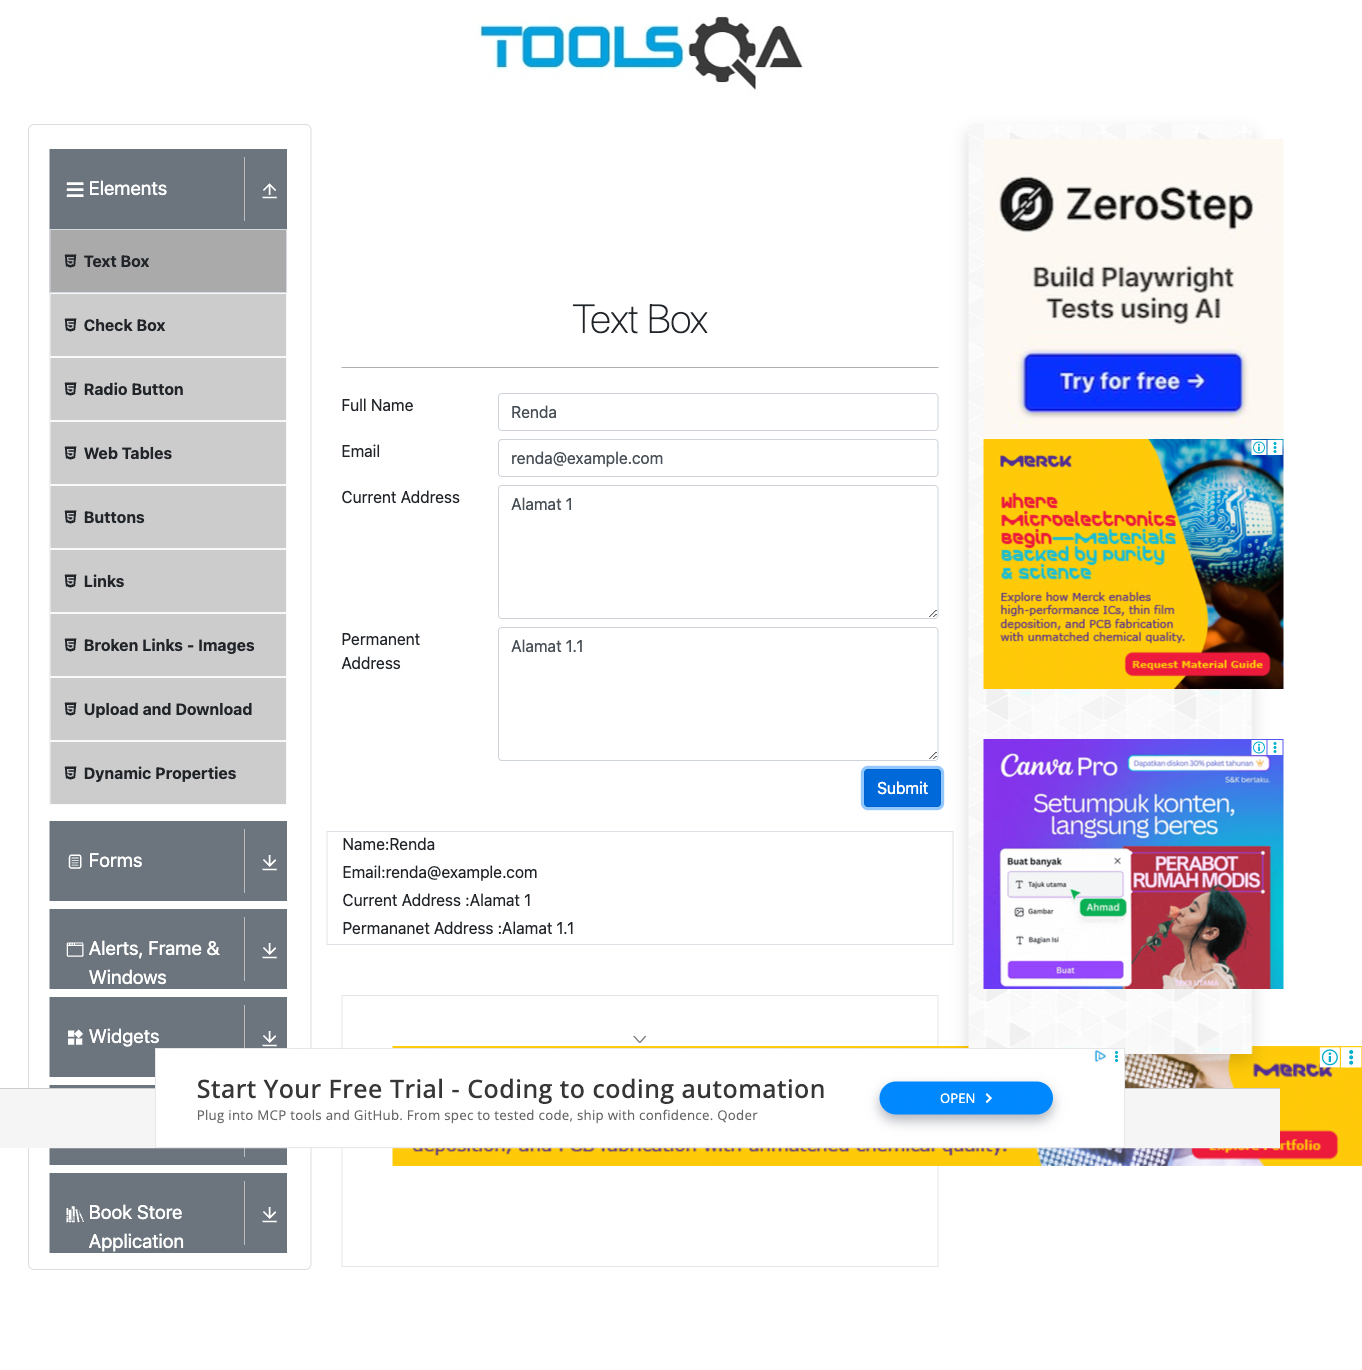 TOOLSQA
Elements
Text Box
Check Box
Radio Button
Web Tables
Buttons
Links
Broken Links - Images
Upload and Download
Dynamic Properties
Forms
Alerts, Frame &
Windows
Widgets
Book Store
Application
Text Box
Full Name
Renda
Email
renda@example.com
Current Address
Alamat 1
Permanent
Address
Alamat 1.1
Submit
Name:Renda
Email:renda@example.com
Current Address :Alamat 1
Permananet Address :Alamat 1.1
ZeroStep
Build Playwright
Tests using AI
Try for free →
Merck
Where
Microelectronics
Begin—Materials
Backed by Purity
& Science
Explore how Merck enables
high-performance ICs, thin film
deposition, and PCB fabrication
with unmatched chemical quality.
Request Material Guide
Canva Pro
Dapatkan diskon 30% paket tahunan
S&K berlaku.
Setumpuk konten,
langsung beres
Buat banyak
Tajuk utama
Ahmad
Gambar
Bagian Isi
Buat
PERABOT
RUMAH MODIS
Start Your Free Trial - Coding to coding automation
Plug into MCP tools and GitHub. From spec to tested code, ship with confidence. Qoder
OPEN
Merck
deposition, and PCB fabrication with unmatched chemical quality.
Explore Portfolio